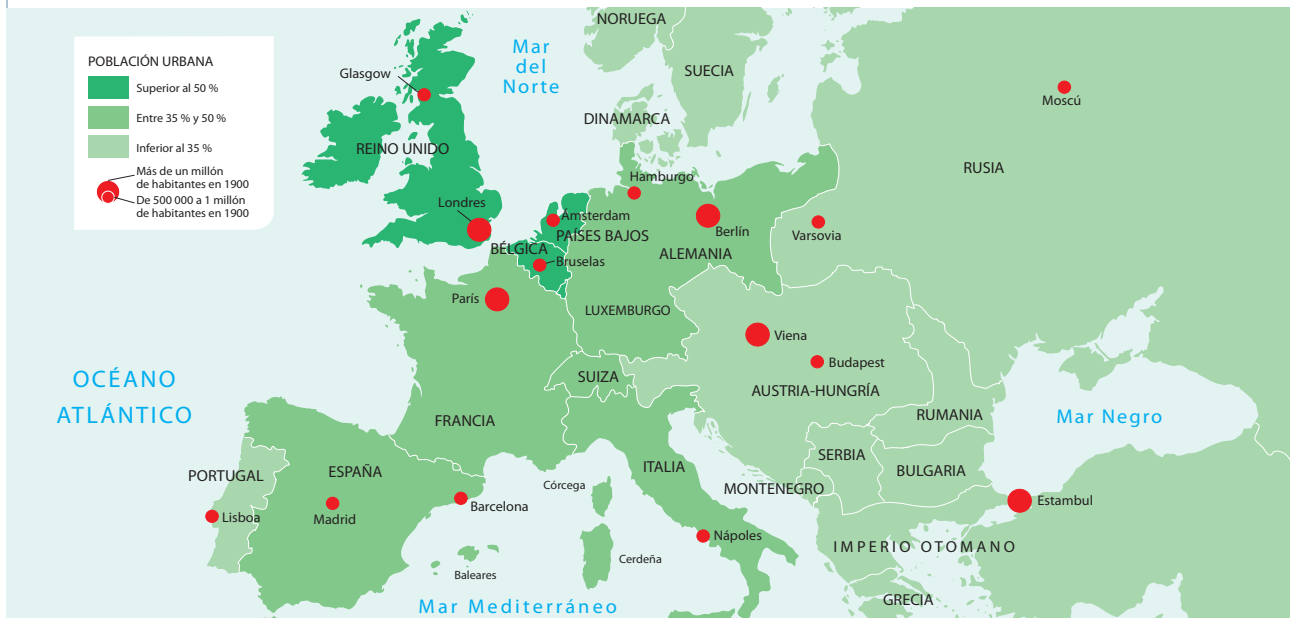 POBLACIÓN URBANA
Superior al 50 %
Entre 35 % y 50 %
Inferior al 35 %
Más de un millón
de habitantes en 1900
De 500 000 a 1 millón
de habitantes en 1900
NORUEGA
SUECIA
Mar
del
Norte
Glasgow
Moscú
DINAMARCA
REINO UNIDO
RUSIA
Hamburgo
Londres
Ámsterdam
PAÍSES BAJOS
Berlín
Varsovia
BÉLGICA
ALEMANIA
Bruselas
París
LUXEMBURGO
Viena
Budapest
OCÉANO
ATLÁNTICO
SUIZA
AUSTRIA-HUNGRÍA
FRANCIA
RUMANIA
Mar Negro
SERBIA
PORTUGAL
ESPAÑA
ITALIA
BULGARIA
Córcega
MONTENEGRO
Lisboa
Madrid
Barcelona
Estambul
Nápoles
IMPERIO OTOMANO
Cerdeña
Baleares
GRECIA
Mar Mediterráneo